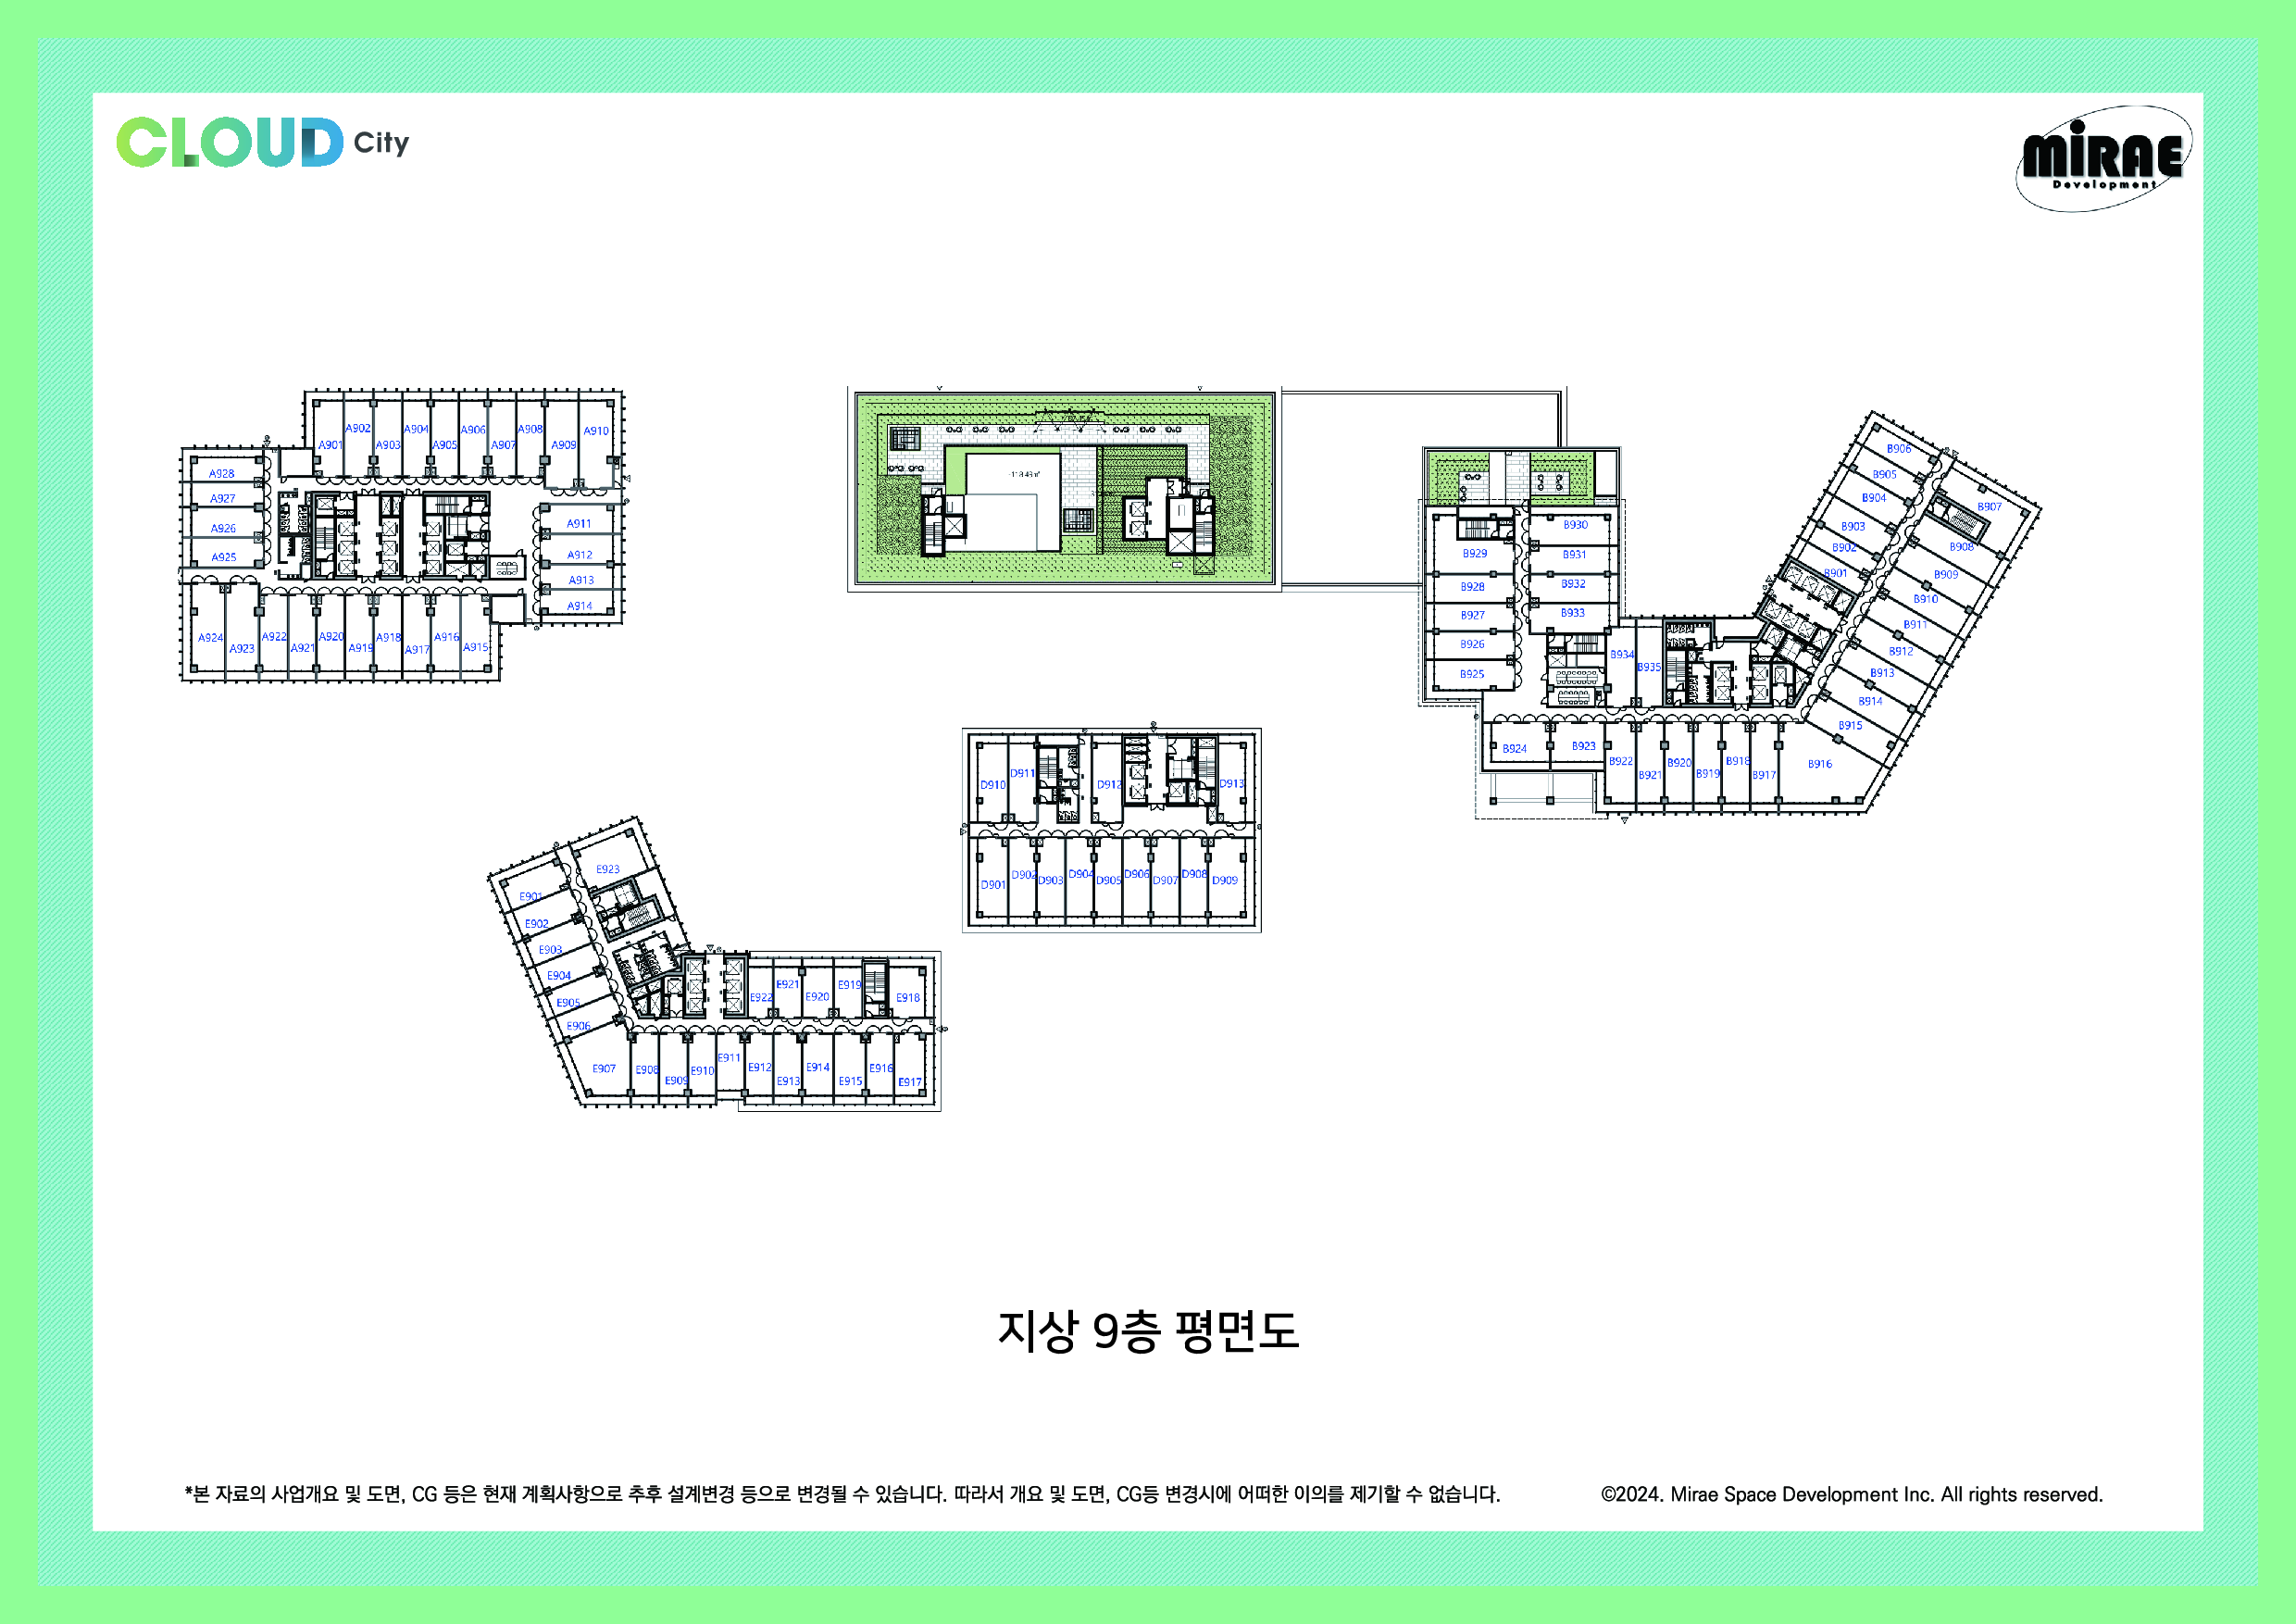 CLOUD City
MiRAE
Development
A901 A902 A903 A904 A905 A906 A907 A908 A909 A910
A911
A912
A913
A914
A928
A927
A926
A925
A924 A923 A922 A921 A920 A919 A918 A917 A916 A915
B906
B905
B904
B903
B902
B901
B907
B908
B909
B910
B911
B912
B913
B914
B915
B916
B930
B931
B932
B933
B929
B928
B927
B926
B925
B934 B935
B924 B923 B922 B921 B920 B919 B918 B917
D910 D911 D912 D913
D901 D902 D903 D904 D905 D906 D907 D908 D909
E923
E901
E902
E903
E904
E905
E906
E922 E921 E920 E919 E918
E907 E908 E909 E910 E911 E912 E913 E914 E915 E916 E917
지상 9층 평면도
*본 자료의 사업개요 및 도면, CG 등은 현재 계획사항으로 추후 설계변경 등으로 변경될 수 있습니다. 따라서 개요 및 도면, CG등 변경시에 어떠한 이의를 제기할 수 없습니다.
©2024. Mirae Space Development Inc. All rights reserved.